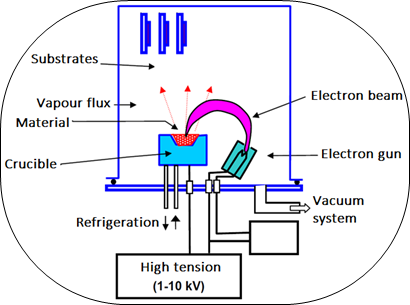 Substrates
Vapour flux
Material
Crucible
Electron beam
Electron gun
Vacuum
system
Refrigeration
High tension
(1-10 kV)